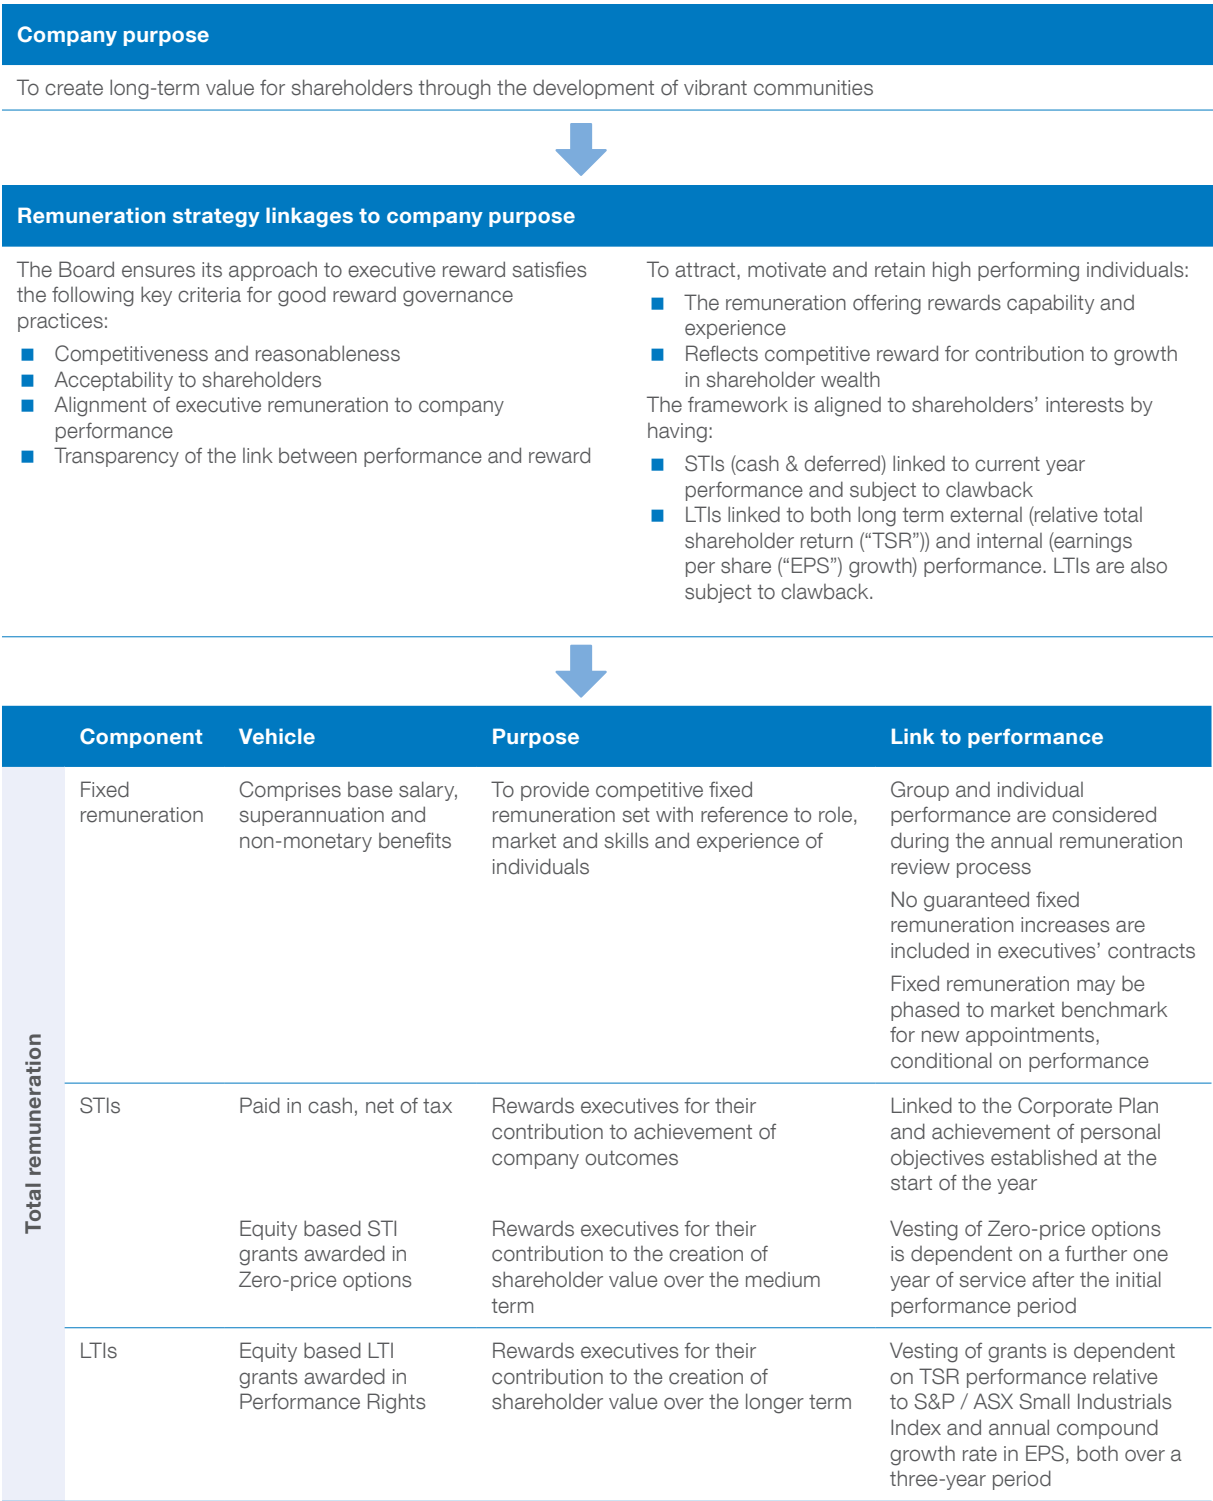 Company purpose
To create long-term value for shareholders through the development of vibrant communities
Remuneration strategy linkages to company purpose
The Board ensures its approach to executive reward satisfies
the following key criteria for good reward governance
practices:
■ Competitiveness and reasonableness
■ Acceptability to shareholders
■ Alignment of executive remuneration to company
performance
■ Transparency of the link between performance and reward
To attract, motivate and retain high performing individuals:
■ The remuneration offering rewards capability and
experience
■ Reflects competitive reward for contribution to growth
in shareholder wealth
The framework is aligned to shareholders’ interests by
having:
■ STIs (cash & deferred) linked to current year
performance and subject to clawback
■ LTIs linked to both long term external (relative total
shareholder return (“TSR”)) and internal (earnings
per share (“EPS”) growth) performance. LTIs are also
subject to clawback.
Component
Vehicle
Purpose
Link to performance
Total remuneration
Fixed
remuneration
Comprises base salary,
superannuation and
non-monetary benefits
To provide competitive fixed
remuneration set with reference to role,
market and skills and experience of
individuals
Group and individual
performance are considered
during the annual remuneration
review process
No guaranteed fixed
remuneration increases are
included in executives’ contracts
Fixed remuneration may be
phased to market benchmark
for new appointments,
conditional on performance
STIs
Paid in cash, net of tax
Rewards executives for their
contribution to achievement of
company outcomes
Linked to the Corporate Plan
and achievement of personal
objectives established at the
start of the year
Equity based STI
grants awarded in
Zero-price options
Rewards executives for their
contribution to the creation of
shareholder value over the medium
term
Vesting of Zero-price options
is dependent on a further one
year of service after the initial
performance period
LTIs
Equity based LTI
grants awarded in
Performance Rights
Rewards executives for their
contribution to the creation of
shareholder value over the longer term
Vesting of grants is dependent
on TSR performance relative
to S&P / ASX Small Industrials
Index and annual compound
growth rate in EPS, both over a
three-year period